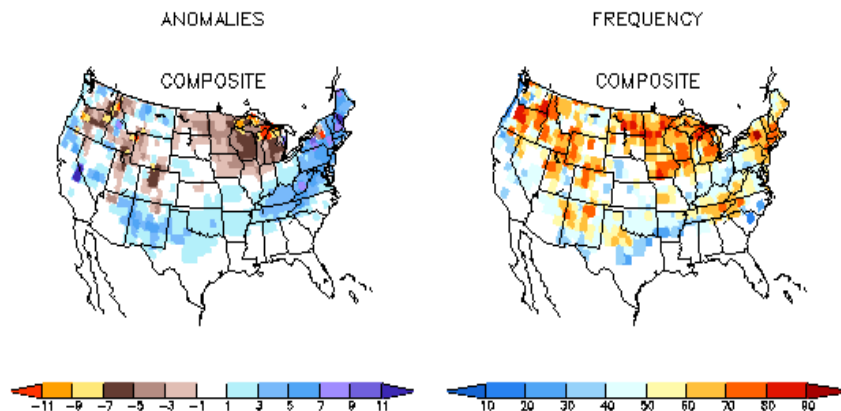 ANOMALIES FREQUENCY
COMPOSITE COMPOSITE
-11 -9 -7 -5 -3 -1 1 3 5 7 9 11 10 20 30 40 50 60 70 80 90